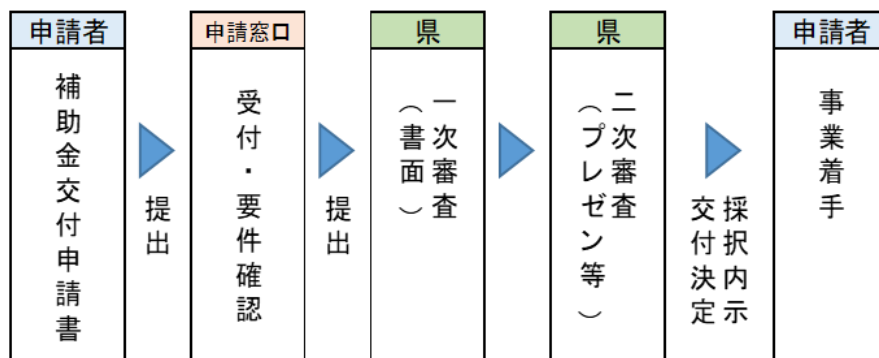 申請者
補助金交付申請書
提出
申請窓口
受付・要件確認
提出
県
一次審査
（書面）
県
二次審査
（プレゼン等）
採択内示
交付決定
申請者
事業着手